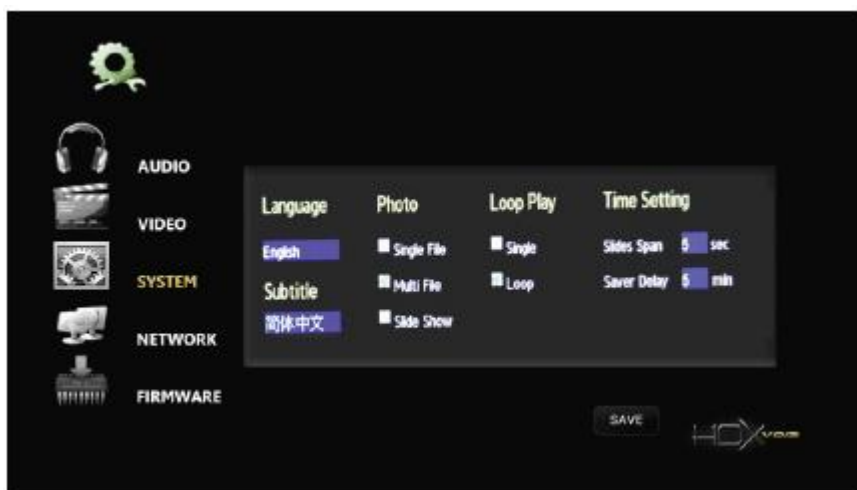 AUDIO
VIDEO
SYSTEM
NETWORK
FIRMWARE
Language
English
Subtitle
简体中文
Photo
Single File
Multi File
Slide Show
Loop Play
Single
Loop
Time Setting
Slides Span 5 sec
Saver Delay 5 min
SAVE
HDX